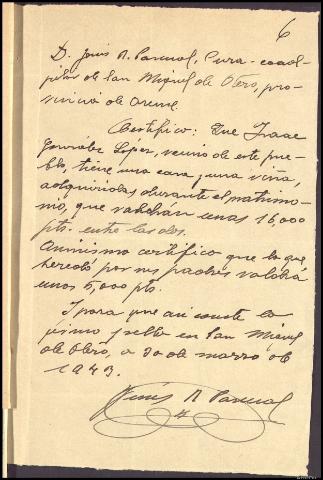 6
D. Jesús R. Pascual, Cura-coad-
jutor de San Miguel de Otero, pro-
vincia de Orense.
Certifico: Que Isaac
González López, vecino de este pue-
blo, tiene una casa y una viña,
adquiridas durante el matrimo-
nio, que valdrán unas 16,000
pts. entre las dos.
Asimismo certifico que lo que
heredó por sus padres valdrá
unos 5,000 pts.
Y para que así conste lo
firmo y sello en San Miguel
de Otero, a 30 de marzo de
1943.
Jesús R. Pascual